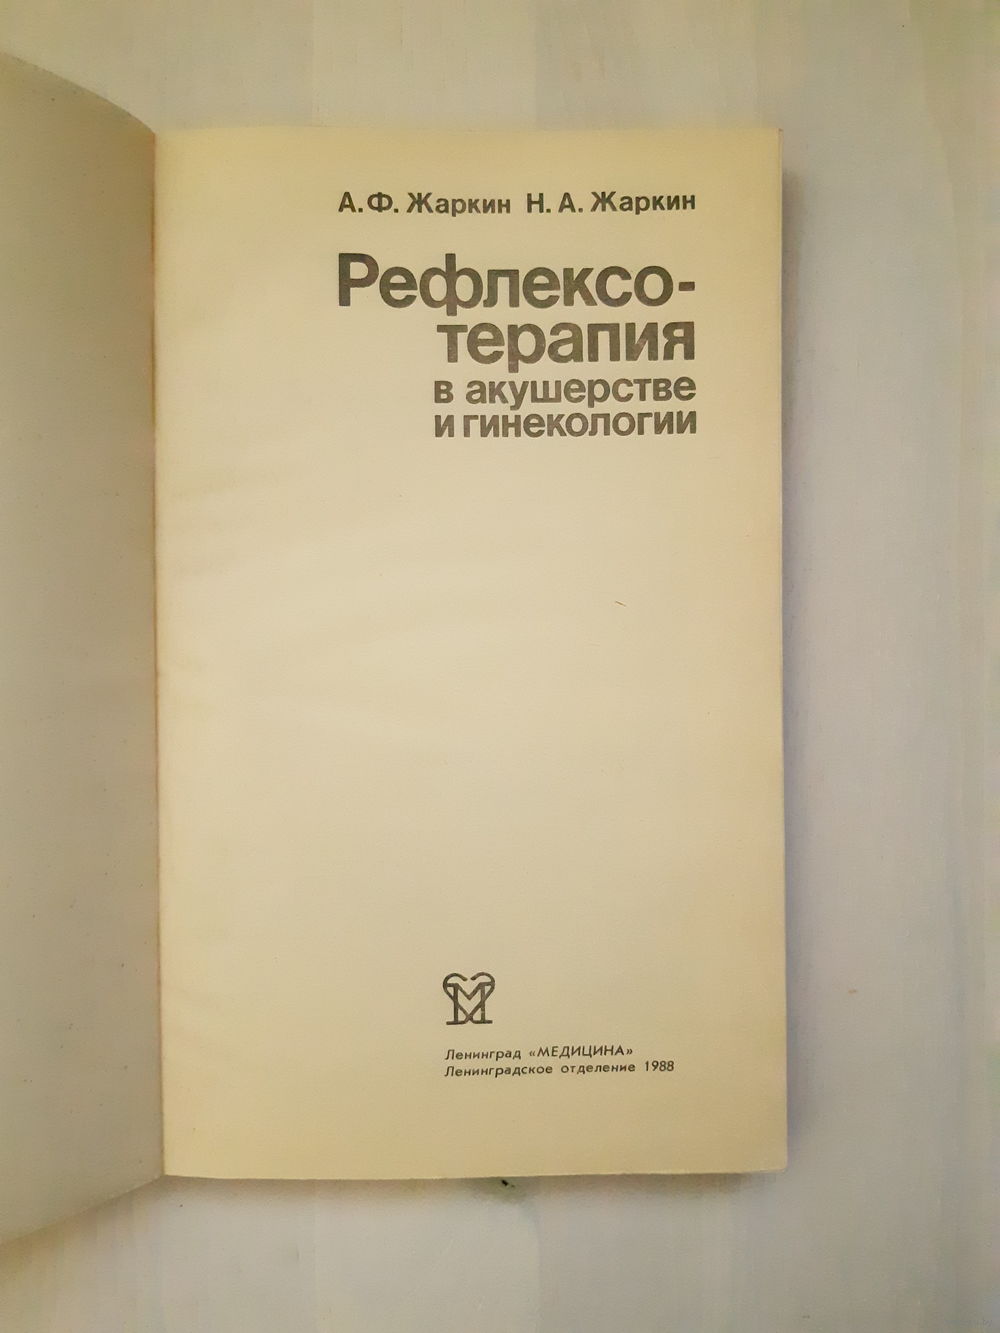 А. Ф. Жаркин Н. А. Жаркин
Рефлексо-
терапия
в акушерстве
и гинекологии
М
Ленинград «МЕДИЦИНА»
Ленинградское отделение 1988